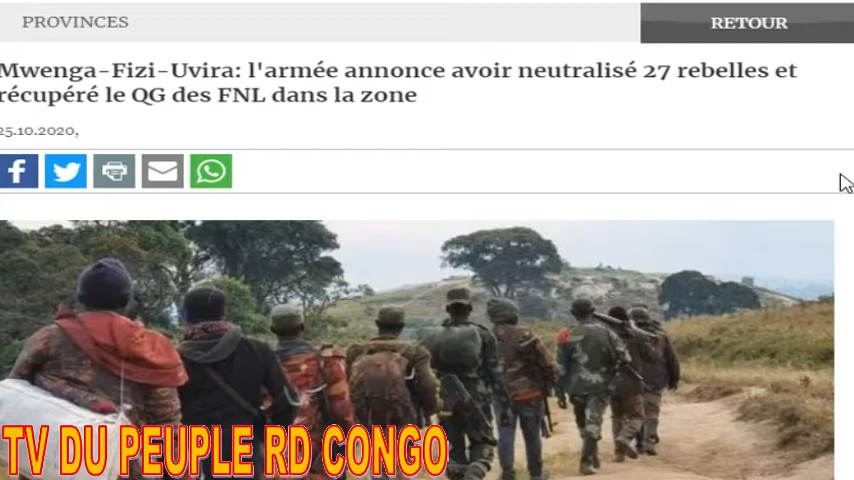 PROVINCES
RETOUR
Mwenga-Fizi-Uvira: l'armée annonce avoir neutralisé 27 rebelles et
récupéré le QG des FNL dans la zone
25.10.2020,
TV DU PEUPLE RD CONGO